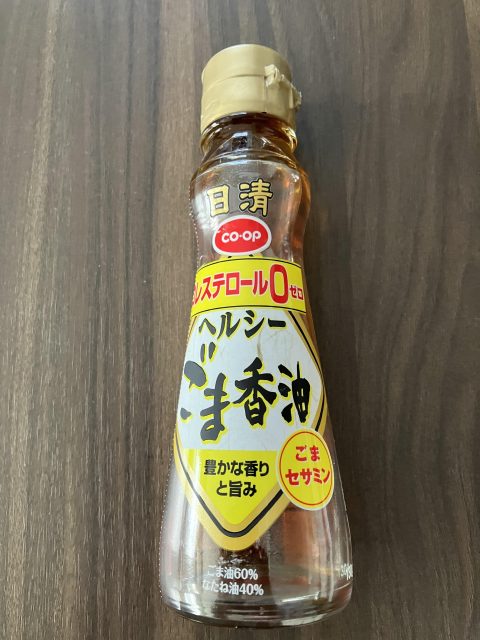 日清
CO-OP
レステロール0ゼロ
ヘルシー
ごま香油
ごま
セサミン
豊かな香り
と旨み
ごま油60%
なたね油40%